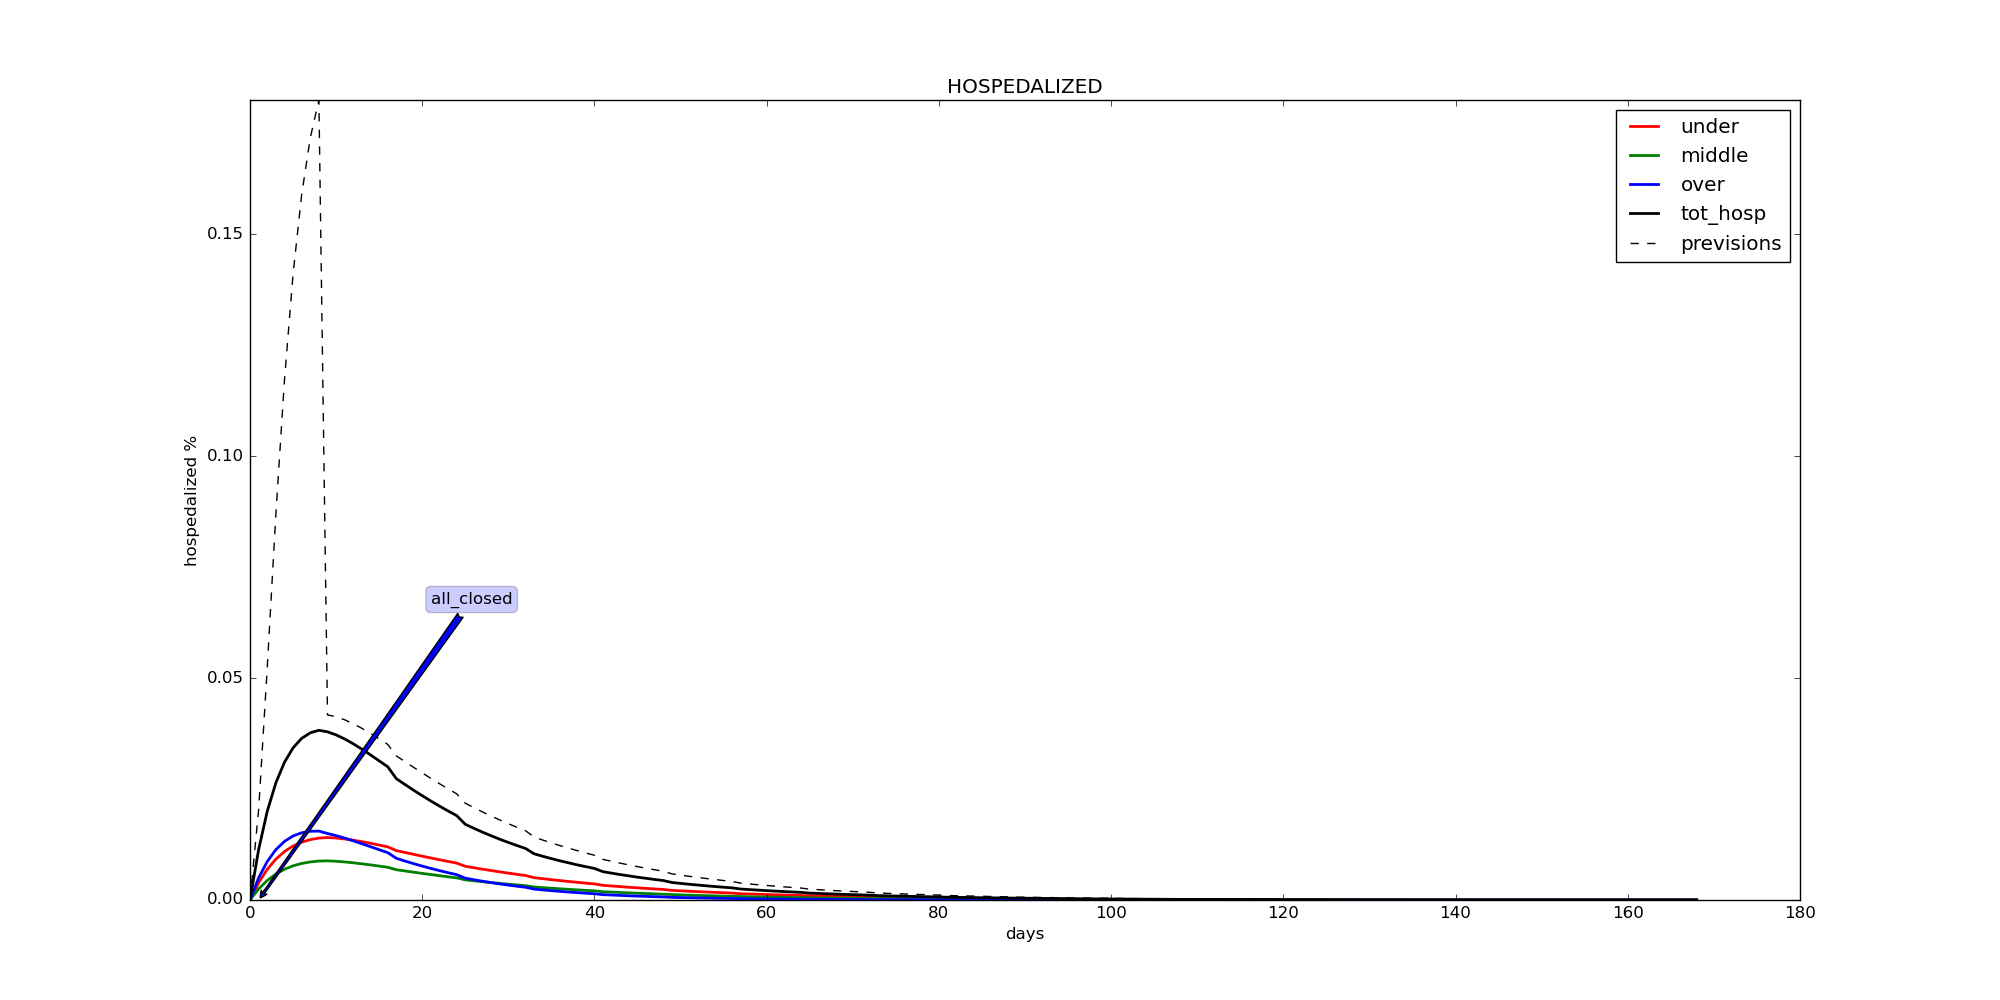 HOSPEDALIZED
under
middle
over
tot_hosp
previsions
0.15
0.10
0.05
0.00
hospedalized %
all_closed
0 20 40 60 80 100 120 140 160 180
days